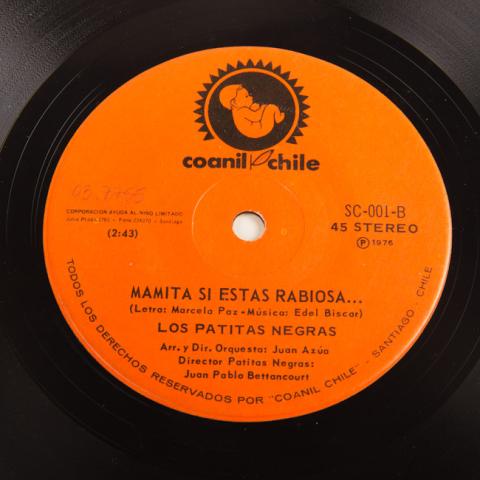 coanil chile
CORPORACION AYUDA AL NIÑO LIMITADO
(2:43)
SC-001-B
45 STEREO
Ⓟ 1976
MAMITA SI ESTAS RABIOSA...
(Letra: Marcela Paz - Música: Edel Biscar)
LOS PATITAS NEGRAS
Arr. y Dir. Orquesta: Juan Azúa
Director Patitas Negras:
Juan Pablo Bettancourt
TODOS LOS DERECHOS RESERVADOS POR "COANIL CHILE" - SANTIAGO - CHILE